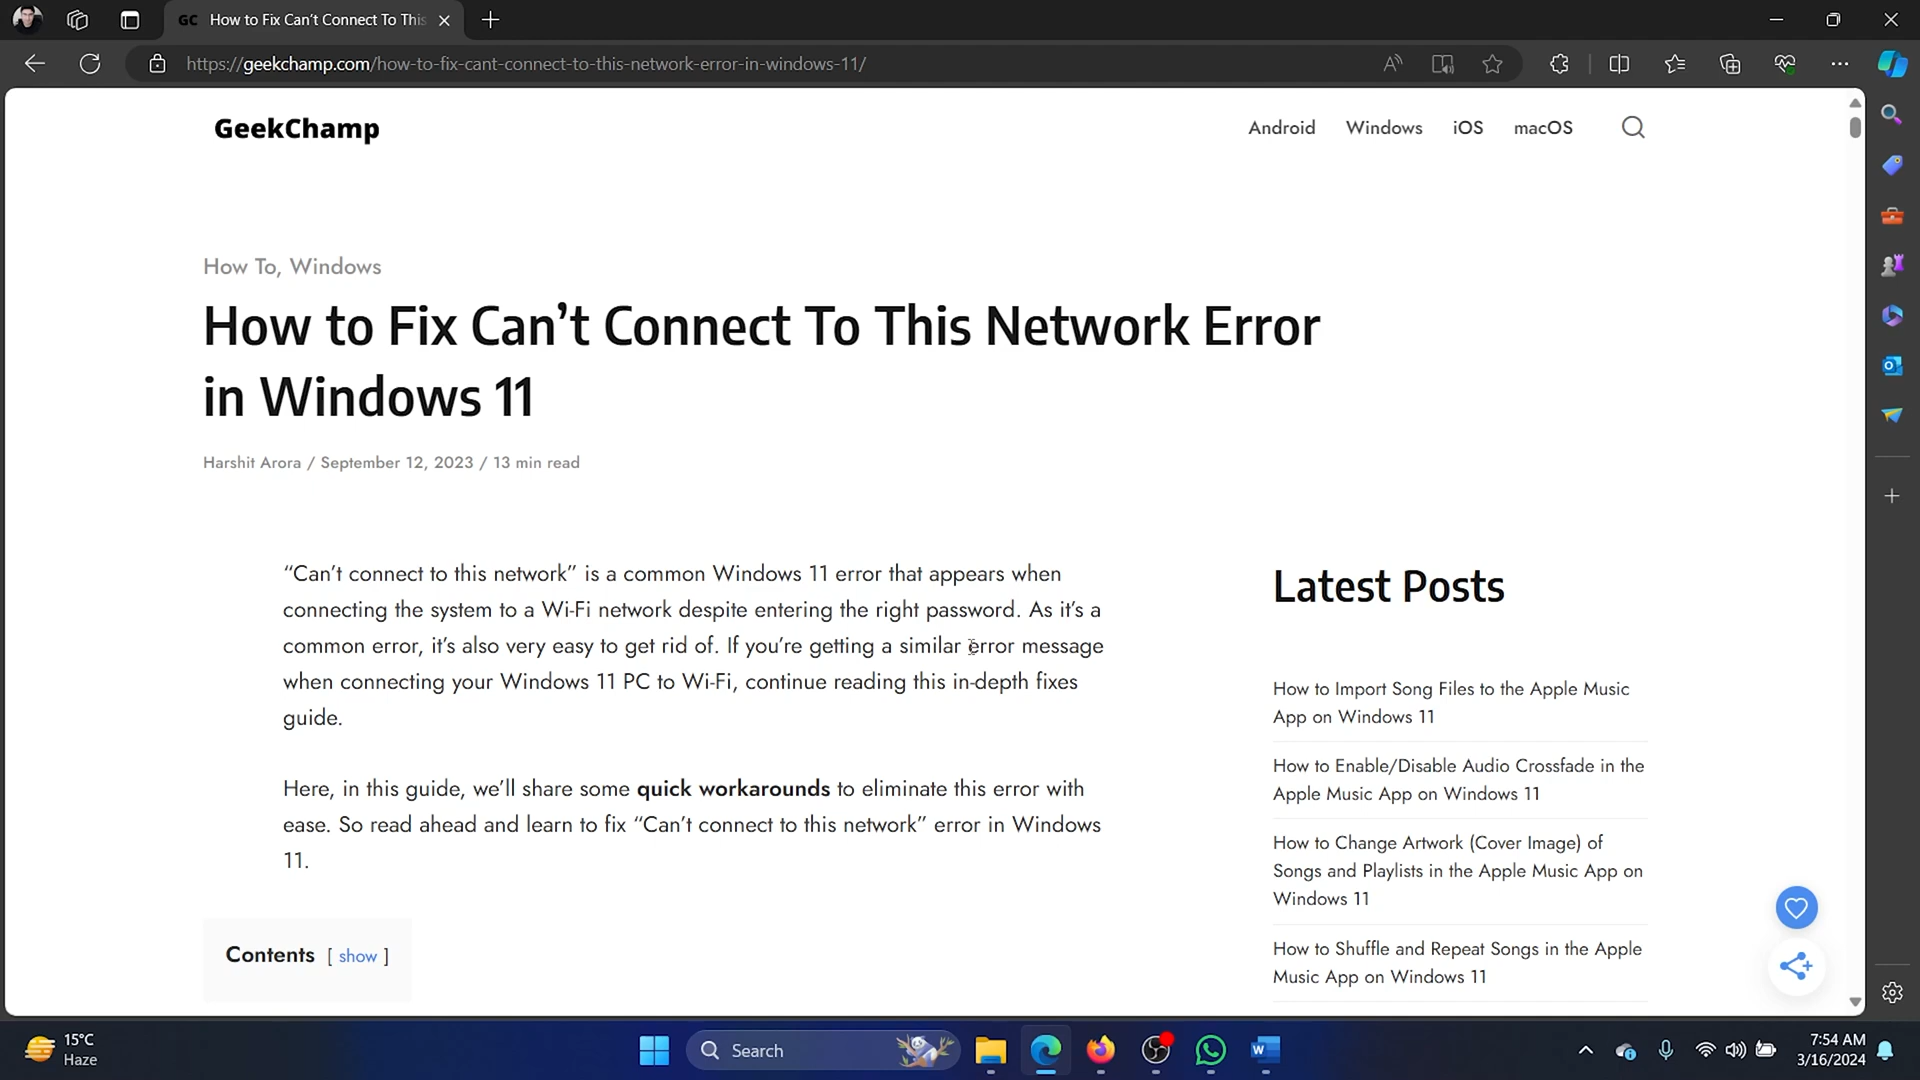 GC How to Fix Can't Connect To This
https://geekchamp.com/how-to-fix-cant-connect-to-this-network-error-in-windows-11/
GeekChamp
Android Windows iOS macOS
How To, Windows
How to Fix Can’t Connect To This Network Error
in Windows 11
Harshit Arora / September 12, 2023 / 13 min read
“Can’t connect to this network” is a common Windows 11 error that appears when
connecting the system to a Wi-Fi network despite entering the right password. As it’s a
common error, it’s also very easy to get rid of. If you’re getting a similar error message
when connecting your Windows 11 PC to Wi-Fi, continue reading this in-depth fixes
guide.
Here, in this guide, we’ll share some quick workarounds to eliminate this error with
ease. So read ahead and learn to fix “Can’t connect to this network” error in Windows
11.
Contents [ show ]
Latest Posts
How to Import Song Files to the Apple Music
App on Windows 11
How to Enable/Disable Audio Crossfade in the
Apple Music App on Windows 11
How to Change Artwork (Cover Image) of
Songs and Playlists in the Apple Music App on
Windows 11
How to Shuffle and Repeat Songs in the Apple
Music App on Windows 11
15°C
Haze
Search
7:54 AM
3/16/2024